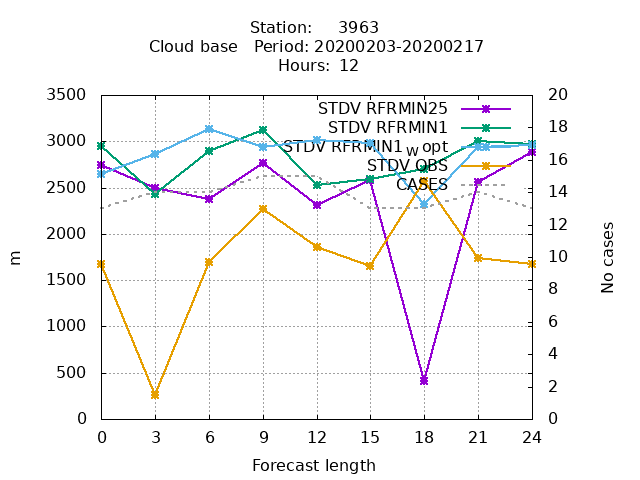 Station: 3963
Cloud base Period: 20200203-20200217
Hours: 12
3500
3000
2500
2000
1500
1000
500
0
m
STDV RFRMIN25
STDV RFRMIN1
STDV RFRMIN1_W opt
STDV OBS
CASES
20
18
16
14
12
10
8
6
4
2
0
No cases
0 3 6 9 12 15 18 21 24
Forecast length